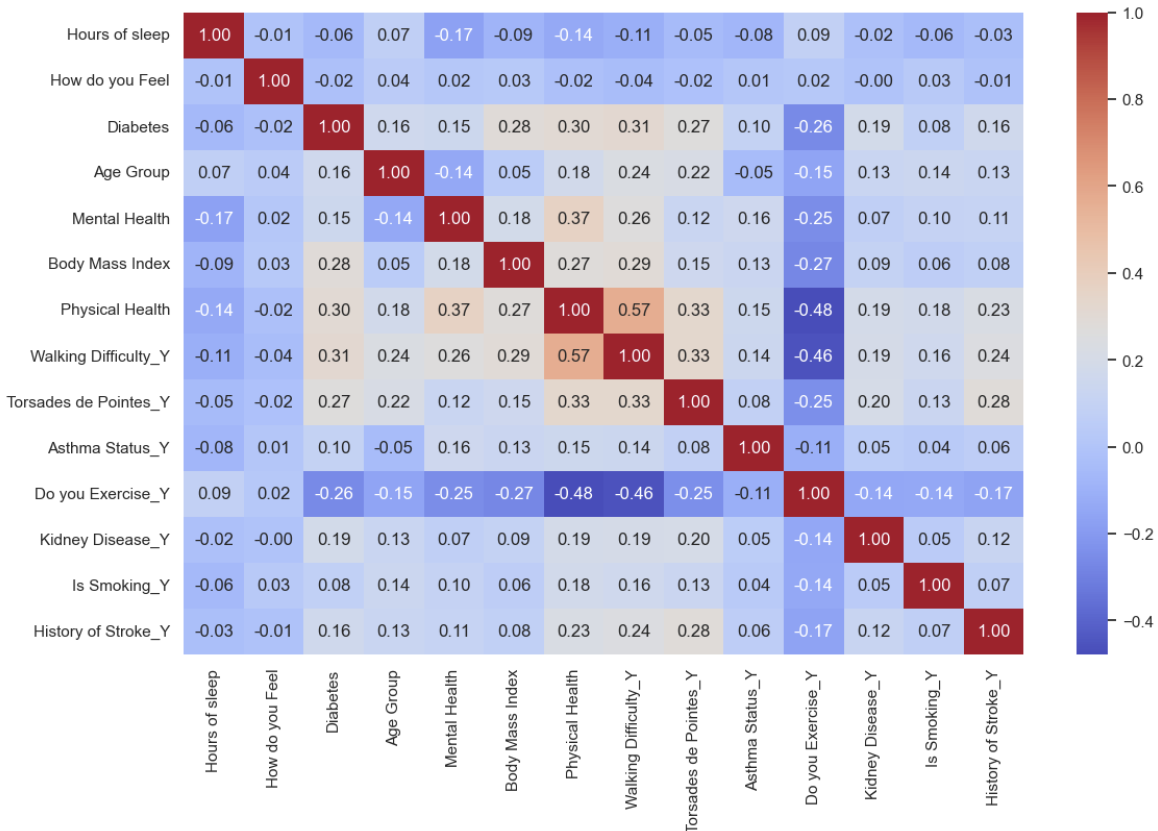 Hours of sleep 1.00 -0.01 -0.06 0.07 -0.17 -0.09 -0.14 -0.11 -0.05 -0.08 0.09 -0.02 -0.06 -0.03
How do you Feel -0.01 1.00 -0.02 0.04 0.02 0.03 -0.02 -0.04 -0.02 0.01 0.02 -0.00 0.03 -0.01
Diabetes -0.06 -0.02 1.00 0.16 0.15 0.28 0.30 0.31 0.27 0.10 -0.26 0.19 0.08 0.16
Age Group 0.07 0.04 0.16 1.00 -0.14 0.05 0.18 0.24 0.22 -0.05 -0.15 0.13 0.14 0.13
Mental Health -0.17 0.02 0.15 -0.14 1.00 0.18 0.37 0.26 0.12 0.16 -0.25 0.07 0.10 0.11
Body Mass Index -0.09 0.03 0.28 0.05 0.18 1.00 0.27 0.29 0.15 0.13 -0.27 0.09 0.06 0.08
Physical Health -0.14 -0.02 0.30 0.18 0.37 0.27 1.00 0.57 0.33 0.15 -0.48 0.19 0.18 0.23
Walking Difficulty_Y -0.11 -0.04 0.31 0.24 0.26 0.29 0.57 1.00 0.33 0.14 -0.46 0.19 0.16 0.24
Torsades de Pointes_Y -0.05 -0.02 0.27 0.22 0.12 0.15 0.33 0.33 1.00 0.08 -0.25 0.20 0.13 0.28
Asthma Status_Y -0.08 0.01 0.10 -0.05 0.16 0.13 0.15 0.14 0.08 1.00 -0.11 0.05 0.04 0.06
Do you Exercise_Y 0.09 0.02 -0.26 -0.15 -0.25 -0.27 -0.48 -0.46 -0.25 -0.11 1.00 -0.14 -0.14 -0.17
Kidney Disease_Y -0.02 -0.00 0.19 0.13 0.07 0.09 0.19 0.19 0.20 0.05 -0.14 1.00 0.05 0.12
Is Smoking_Y -0.06 0.03 0.08 0.14 0.10 0.06 0.18 0.16 0.13 0.04 -0.14 0.05 1.00 0.07
History of Stroke_Y -0.03 -0.01 0.16 0.13 0.11 0.08 0.23 0.24 0.28 0.06 -0.17 0.12 0.07 1.00
Hours of sleep
How do you Feel
Diabetes
Age Group
Mental Health
Body Mass Index
Physical Health
Walking Difficulty_Y
Torsades de Pointes_Y
Asthma Status_Y
Do you Exercise_Y
Kidney Disease_Y
Is Smoking_Y
History of Stroke_Y
1.0
0.8
0.6
0.4
0.2
0.0
−0.2
−0.4